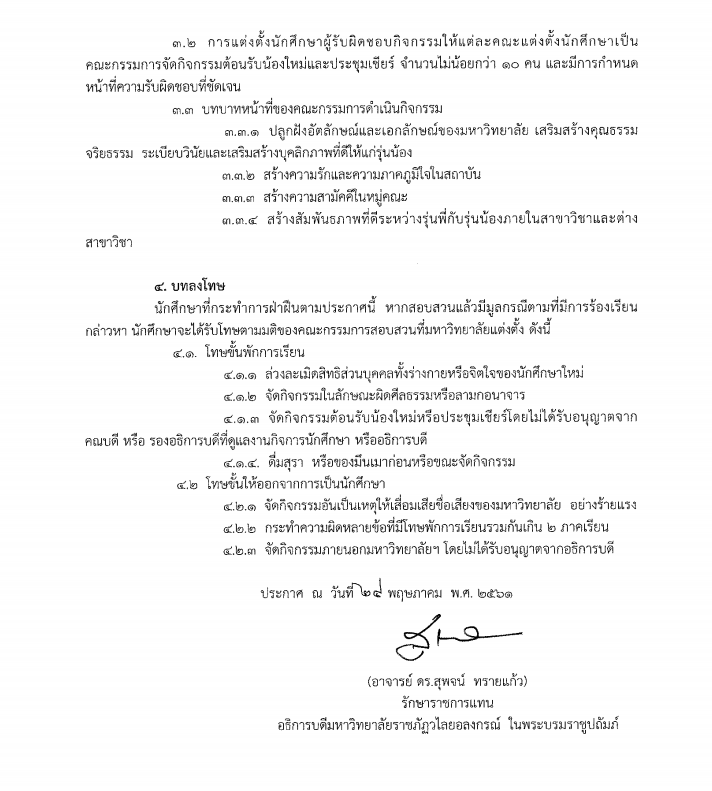 ๓.๒ การแต่งตั้งนักศึกษาผู้รับผิดชอบกิจกรรมให้แต่ละคณะแต่งตั้งนักศึกษาเป็น
คณะกรรมการจัดกิจกรรมต้อนรับน้องใหม่และประชุมเชียร์ จำนวนไม่น้อยกว่า ๑๐ คน และมีการกำหนด
หน้าที่ความรับผิดชอบที่ชัดเจน
๓.๓ บทบาทหน้าที่ของคณะกรรมการดำเนินกิจกรรม
๓.๓.๑ ปลูกฝังอัตลักษณ์และเอกลักษณ์ของมหาวิทยาลัย เสริมสร้างคุณธรรม
จริยธรรม ระเบียบวินัยและเสริมสร้างบุคลิกภาพที่ดีให้แก่รุ่นน้อง
๓.๓.๒ สร้างความรักและความภาคภูมิใจในสถาบัน
๓.๓.๓ สร้างความสามัคคีในหมู่คณะ
๓.๓.๔ สร้างสัมพันธภาพที่ดีระหว่างรุ่นพี่กับรุ่นน้องภายในสาขาวิชาและต่าง
สาขาวิชา
๔. บทลงโทษ
นักศึกษาที่กระทำการฝ่าฝืนตามประกาศนี้ หากสอบสวนแล้วมีมูลกรณีตามที่มีการร้องเรียน
กล่าวหา นักศึกษาจะได้รับโทษตามมติของคณะกรรมการสอบสวนที่มหาวิทยาลัยแต่งตั้ง ดังนี้
๔.๑. โทษขั้นพักการเรียน
๔.๑.๑ ล่วงละเมิดสิทธิส่วนบุคคลทั้งร่างกายหรือจิตใจของนักศึกษาใหม่
๔.๑.๒ จัดกิจกรรมในลักษณะผิดศีลธรรมหรือลามกอนาจาร
๔.๑.๓ จัดกิจกรรมต้อนรับน้องใหม่หรือประชุมเชียร์โดยไม่ได้รับอนุญาตจาก
คณบดี หรือ รองอธิการบดีที่ดูแลงานกิจการนักศึกษา หรืออธิการบดี
๔.๑.๔. ดื่มสุรา หรือของมึนเมาก่อนหรือขณะจัดกิจกรรม
๔.๒ โทษขั้นให้ออกจากการเป็นนักศึกษา
๔.๒.๑ จัดกิจกรรมอันเป็นเหตุให้เสื่อมเสียชื่อเสียงของมหาวิทยาลัย อย่างร้ายแรง
๔.๒.๒ กระทำความผิดหลายข้อที่มีโทษพักการเรียนรวมกันเกิน ๒ ภาคเรียน
๔.๒.๓ จัดกิจกรรมภายนอกมหาวิทยาลัยฯ โดยไม่ได้รับอนุญาตจากอธิการบดี
ประกาศ ณ วันที่ พฤษภาคม พ.ศ. ๒๕๖๑
(อาจารย์ ดร.สุพจน์ ทรายแก้ว)
รักษาราชการแทน
อธิการบดีมหาวิทยาลัยราชภัฏวไลยอลงกรณ์ ในพระบรมราชูปถัมภ์